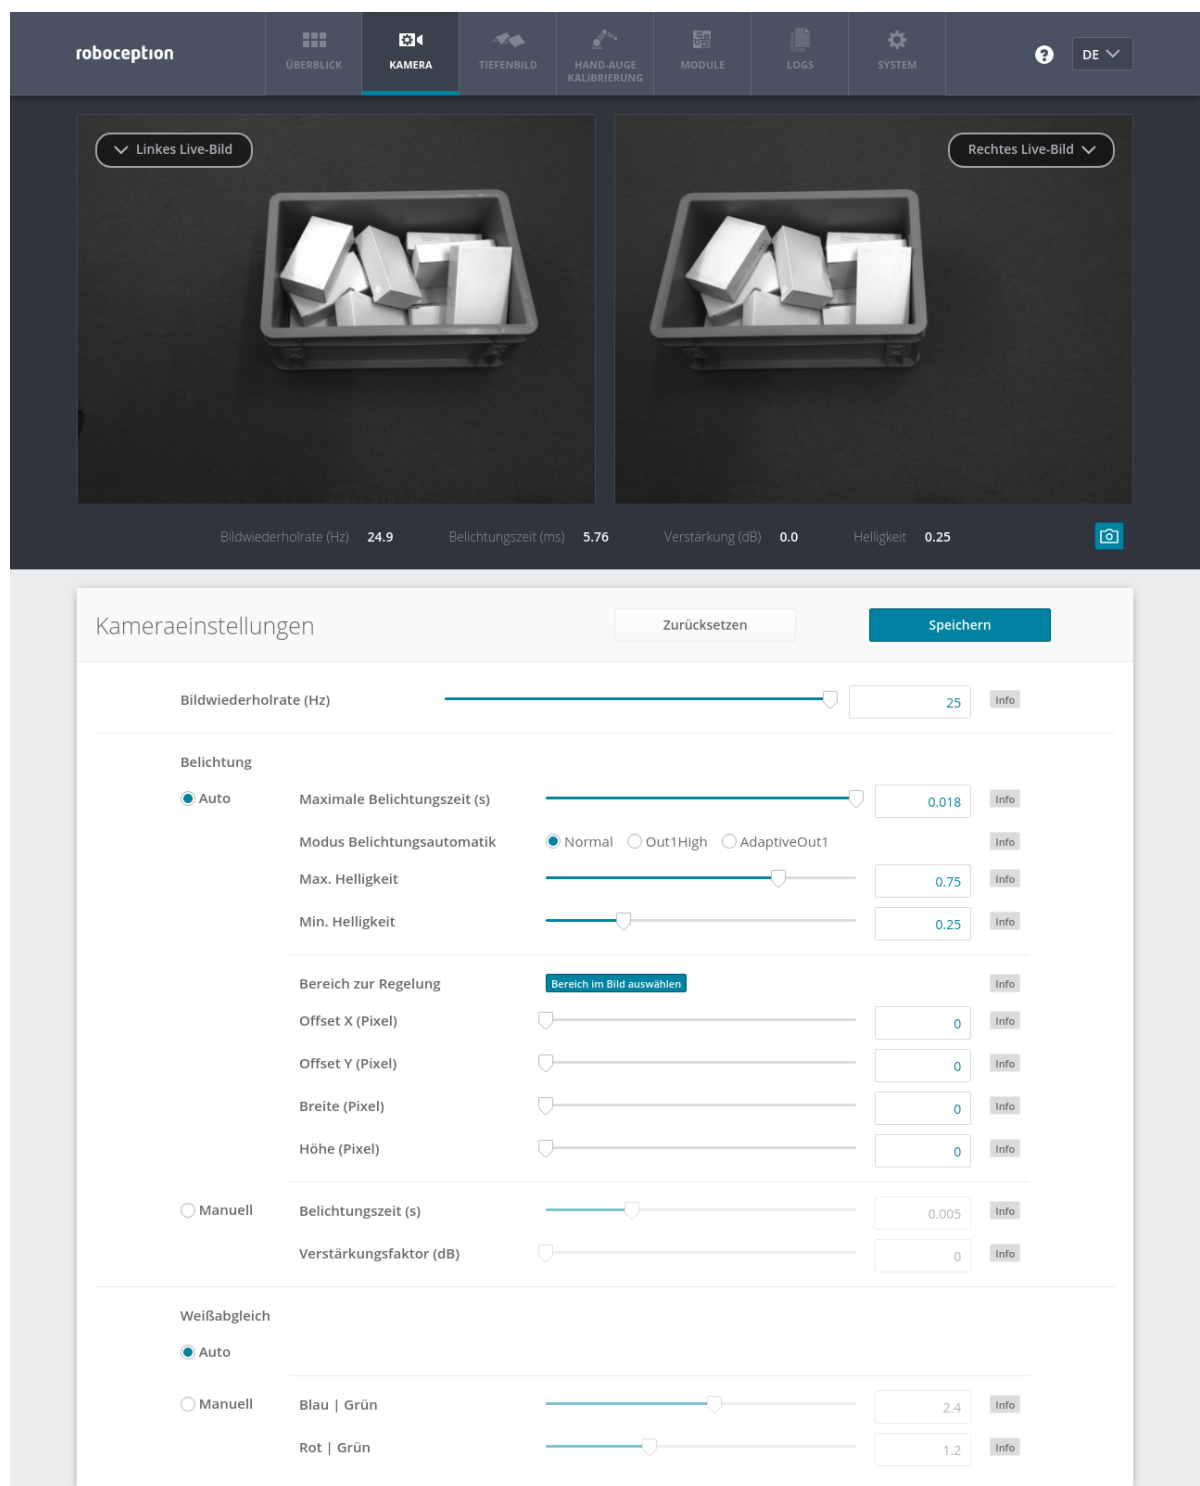 roboception
ÜBERBLICK
KAMERA
TIEFENBILD
HAND-AUGE
KALIBRIERUNG
MODULE
LOGS
SYSTEM
?
DE
Linkes Live-Bild
Rechtes Live-Bild
Bildwiederholrate (Hz) 24.9 Belichtungszeit (ms) 5.76 Verstärkung (dB) 0.0 Helligkeit 0.25
Kameraeinstellungen Zurücksetzen Speichern
Bildwiederholrate (Hz) 25 Info
Belichtung
Auto Maximale Belichtungszeit (s) 0.018 Info
Modus Belichtungsautomatik Normal Out1High AdaptiveOut1 Info
Max. Helligkeit 0.75 Info
Min. Helligkeit 0.25 Info
Bereich zur Regelung Bereich im Bild auswählen Info
Offset X (Pixel) 0 Info
Offset Y (Pixel) 0 Info
Breite (Pixel) 0 Info
Höhe (Pixel) 0 Info
Manuell Belichtungszeit (s) 0.005 Info
Verstärkungsfaktor (dB) 0 Info
Weißabgleich
Auto
Manuell Blau | Grün 2.4 Info
Rot | Grün 1.2 Info